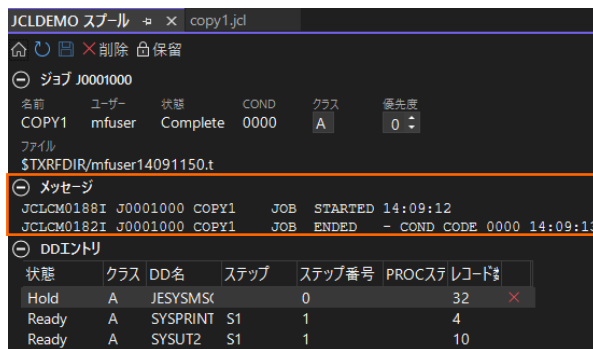 JCLDEMO スプール copy1.jcl
削除 保留
ジョブ J0001000
名前 ユーザー 状態 COND クラス 優先度
COPY1 mfuser Complete 0000 A 0
ファイル
$TXRFDIR/mfuser14091150.t
メッセージ
JCLCM0188I J0001000 COPY1 JOB STARTED 14:09:12
JCLCM0182I J0001000 COPY1 JOB ENDED - COND CODE 0000 14:09:13
DDエントリ
状態 クラス DD名 ステップ ステップ番号 PROCステ レコード数
Hold A JESYSMSG 0 32
Ready A SYSPRINT S1 1 4
Ready A SYSUT2 S1 1 10